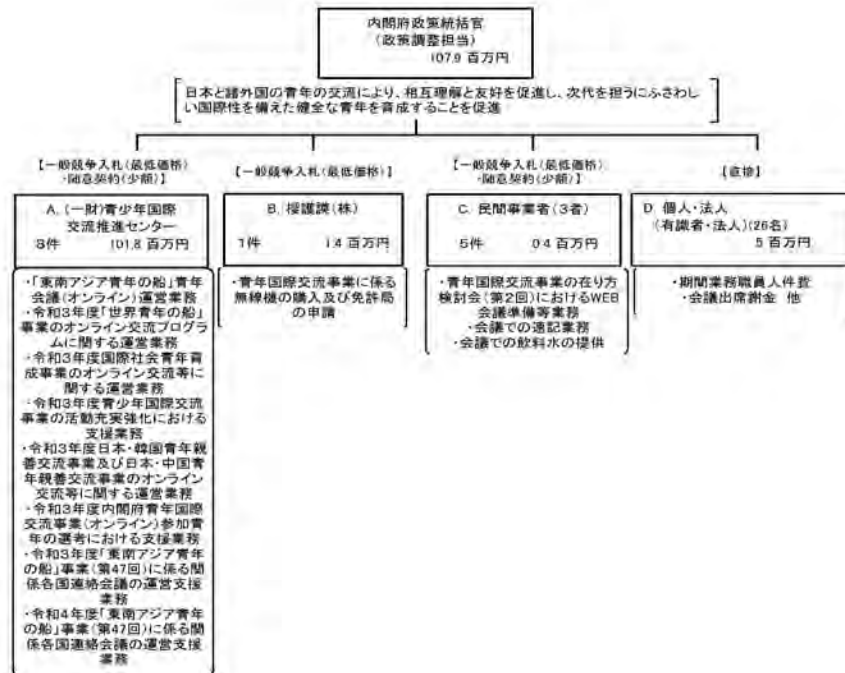 内閣府政策統括官
(政策調整担当)
107.9 百万円
日本と諸外国の青年の交流により、相互理解と友好を促進し、次代を担うにふさわし
い国際性を備えた健全な青年を育成することを促進
【一般競争入札(最低価格)
・随意契約(少額)】
A. (一財)青少年国際
交流推進センター
8件 101.8 百万円
・「東南アジア青年の船」青年
会議(オンライン)運営業務
・令和3年度「世界青年の船」
事業のオンライン交流プログラ
ムに関する運営業務
・令和3年度国際社会青年育
成事業のオンライン交流等に
関する運営業務
・令和3年度青少年国際交流
事業の活動充実強化における
支援業務
・令和3年度日本・韓国青年親
善交流事業及び日本・中国青
年親善交流事業のオンライン
交流等に関する運営業務
・令和3年度内閣府青年国際
交流事業(オンライン)参加青
年の選考における支援業務
・令和3年度「東南アジア青年
の船」事業(第47回)に係る関
係各国連絡会議の運営支援
業務
・令和4年度「東南アジア青年
の船」事業(第47回)に係る関
係各国連絡会議の運営支援
業務
【一般競争入札(最低価格)】
B. 擁護謨(株)
1件 1.4 百万円
・青年国際交流事業に係る
無線機の購入及び免許局
の申請
【一般競争入札(最低価格)
・随意契約(少額)】
C. 民間事業者(3者)
5件 0.4 百万円
・青年国際交流事業の在り方
検討会(第2回)におけるWEB
会議準備等業務
・会議での速記業務
・会議での飲料水の提供
【直接】
D 個人・法人
(有識者・法人)(26名)
5 百万円
・期間業務職員人件費
・会議出席謝金 他